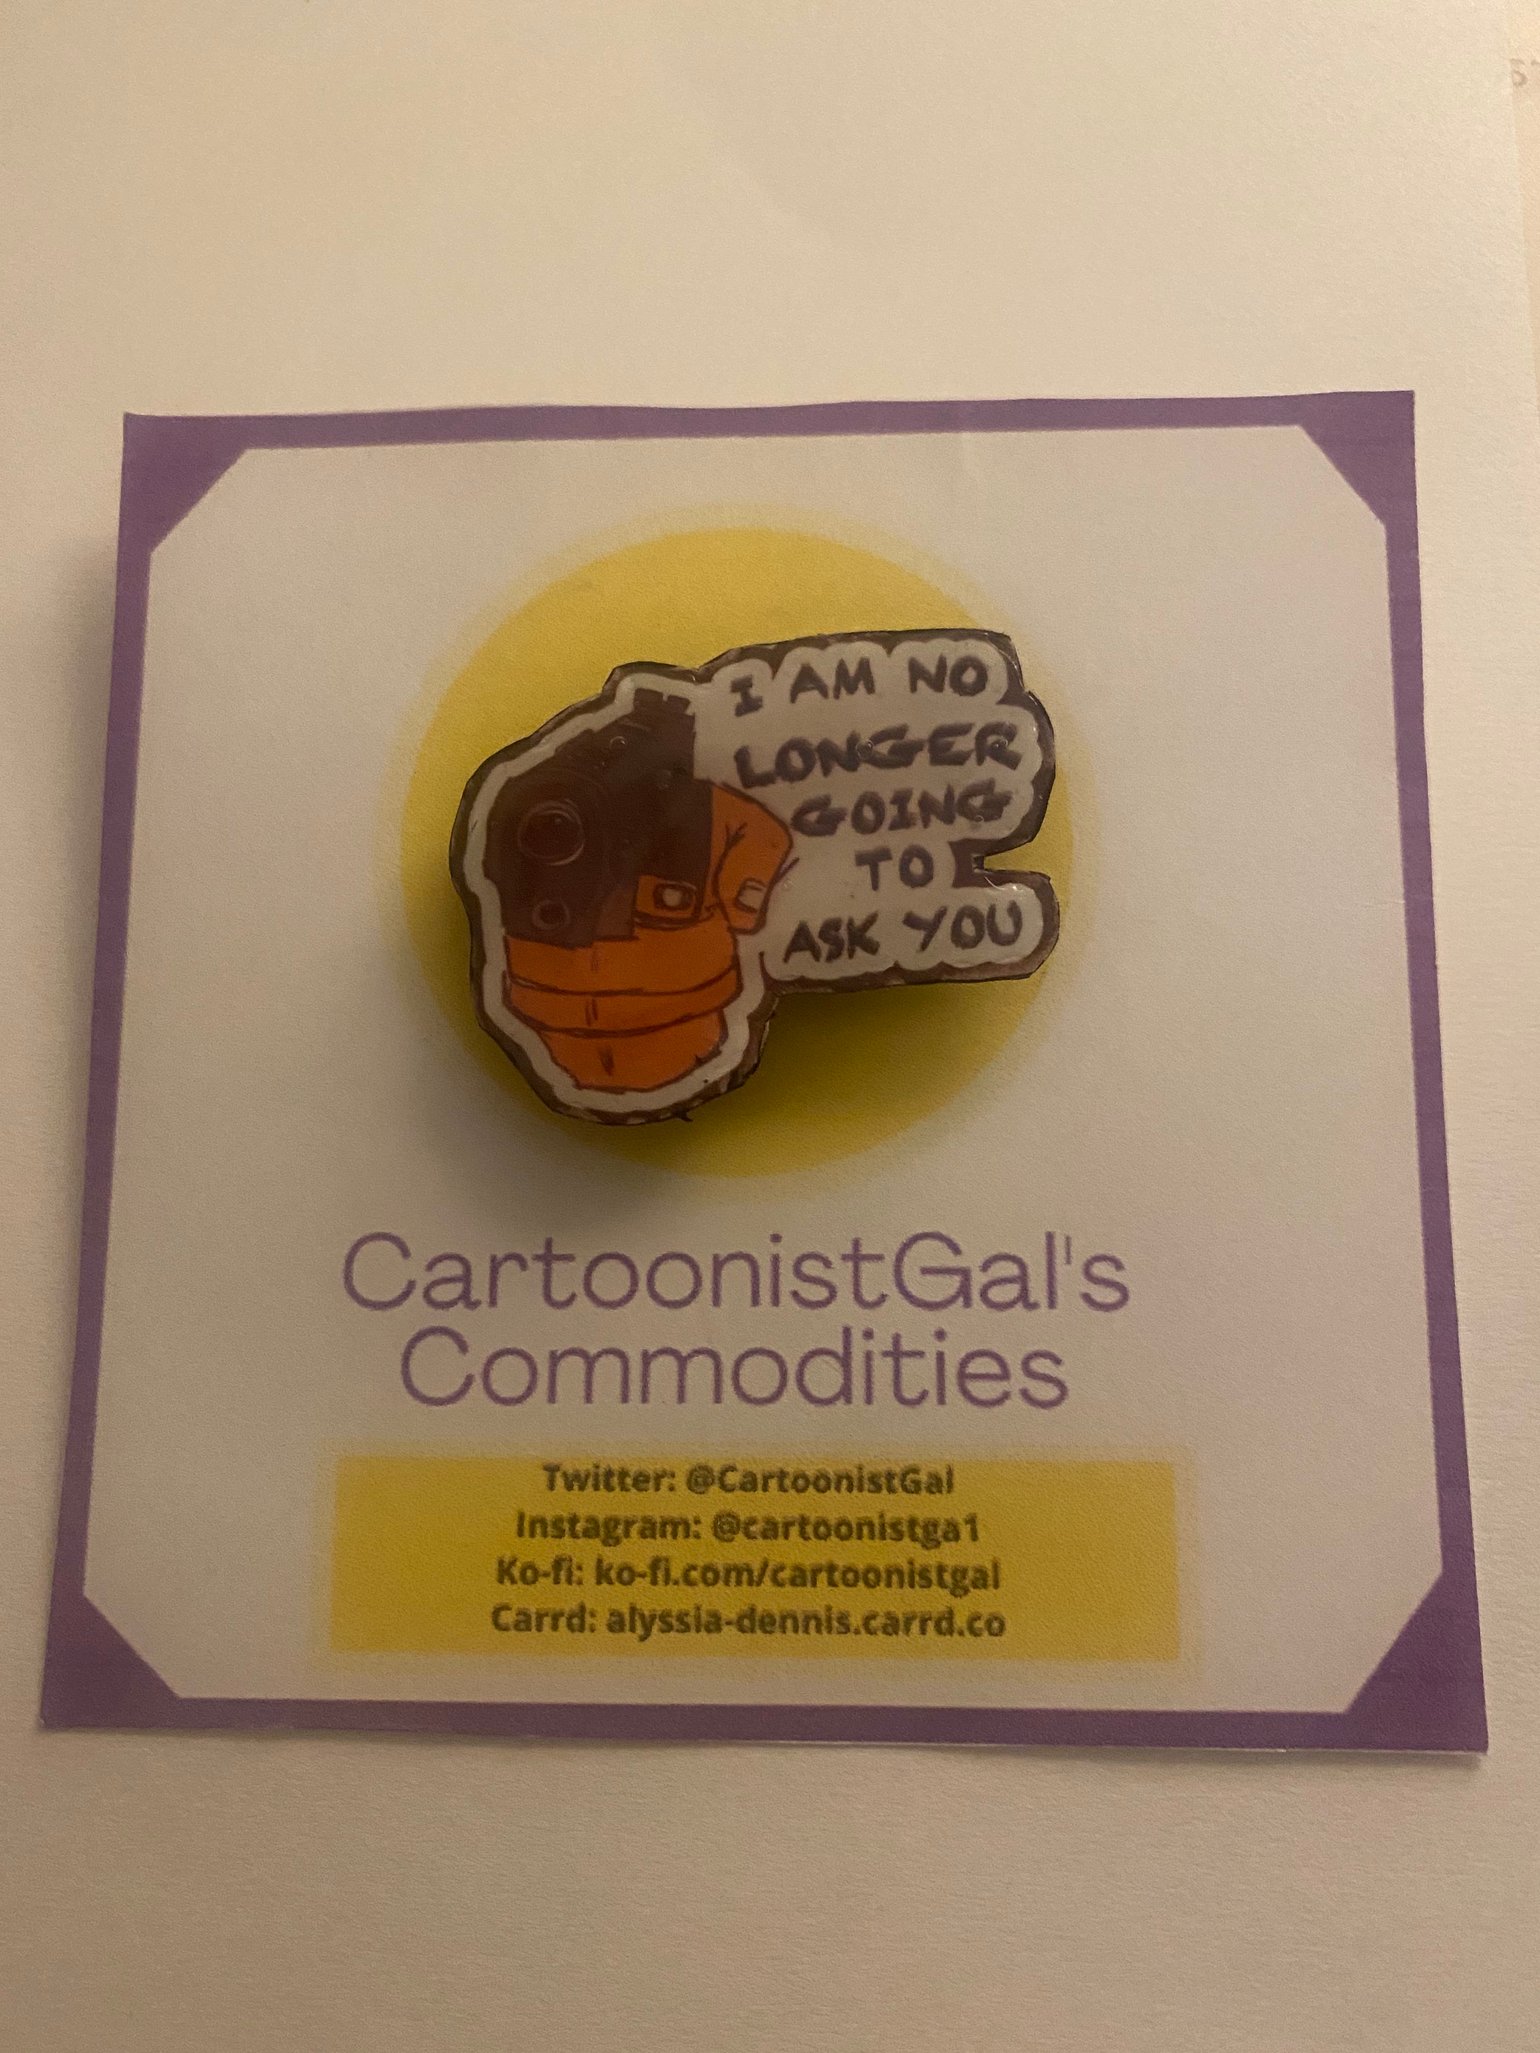 I AM NO
LONGER
GOING
TO
ASK YOU
CartoonistGal's
Commodities
Twitter: @CartoonistGal
Instagram: @cartoonistga1
Ko-fi: ko-fi.com/cartoonistgal
Carrd: alyssia-dennis.carrd.co